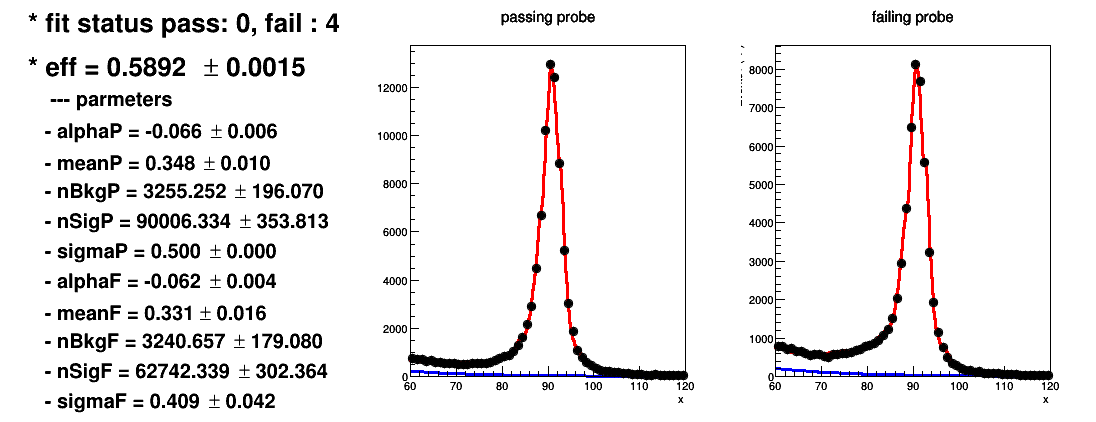 * fit status pass: 0, fail : 4
* eff = 0.5892 ± 0.0015
--- parmeters
- alphaP = -0.066 ± 0.006
- meanP = 0.348 ± 0.010
- nBkgP = 3255.252 ± 196.070
- nSigP = 90006.334 ± 353.813
- sigmaP = 0.500 ± 0.000
- alphaF = -0.062 ± 0.004
- meanF = 0.331 ± 0.016
- nBkgF = 3240.657 ± 179.080
- nSigF = 62742.339 ± 302.364
- sigmaF = 0.409 ± 0.042
passing probe
12000
10000
8000
6000
4000
2000
0
60 70 80 90 100 110 120
x
failing probe
8000
7000
6000
5000
4000
3000
2000
1000
0
60 70 80 90 100 110 120
x